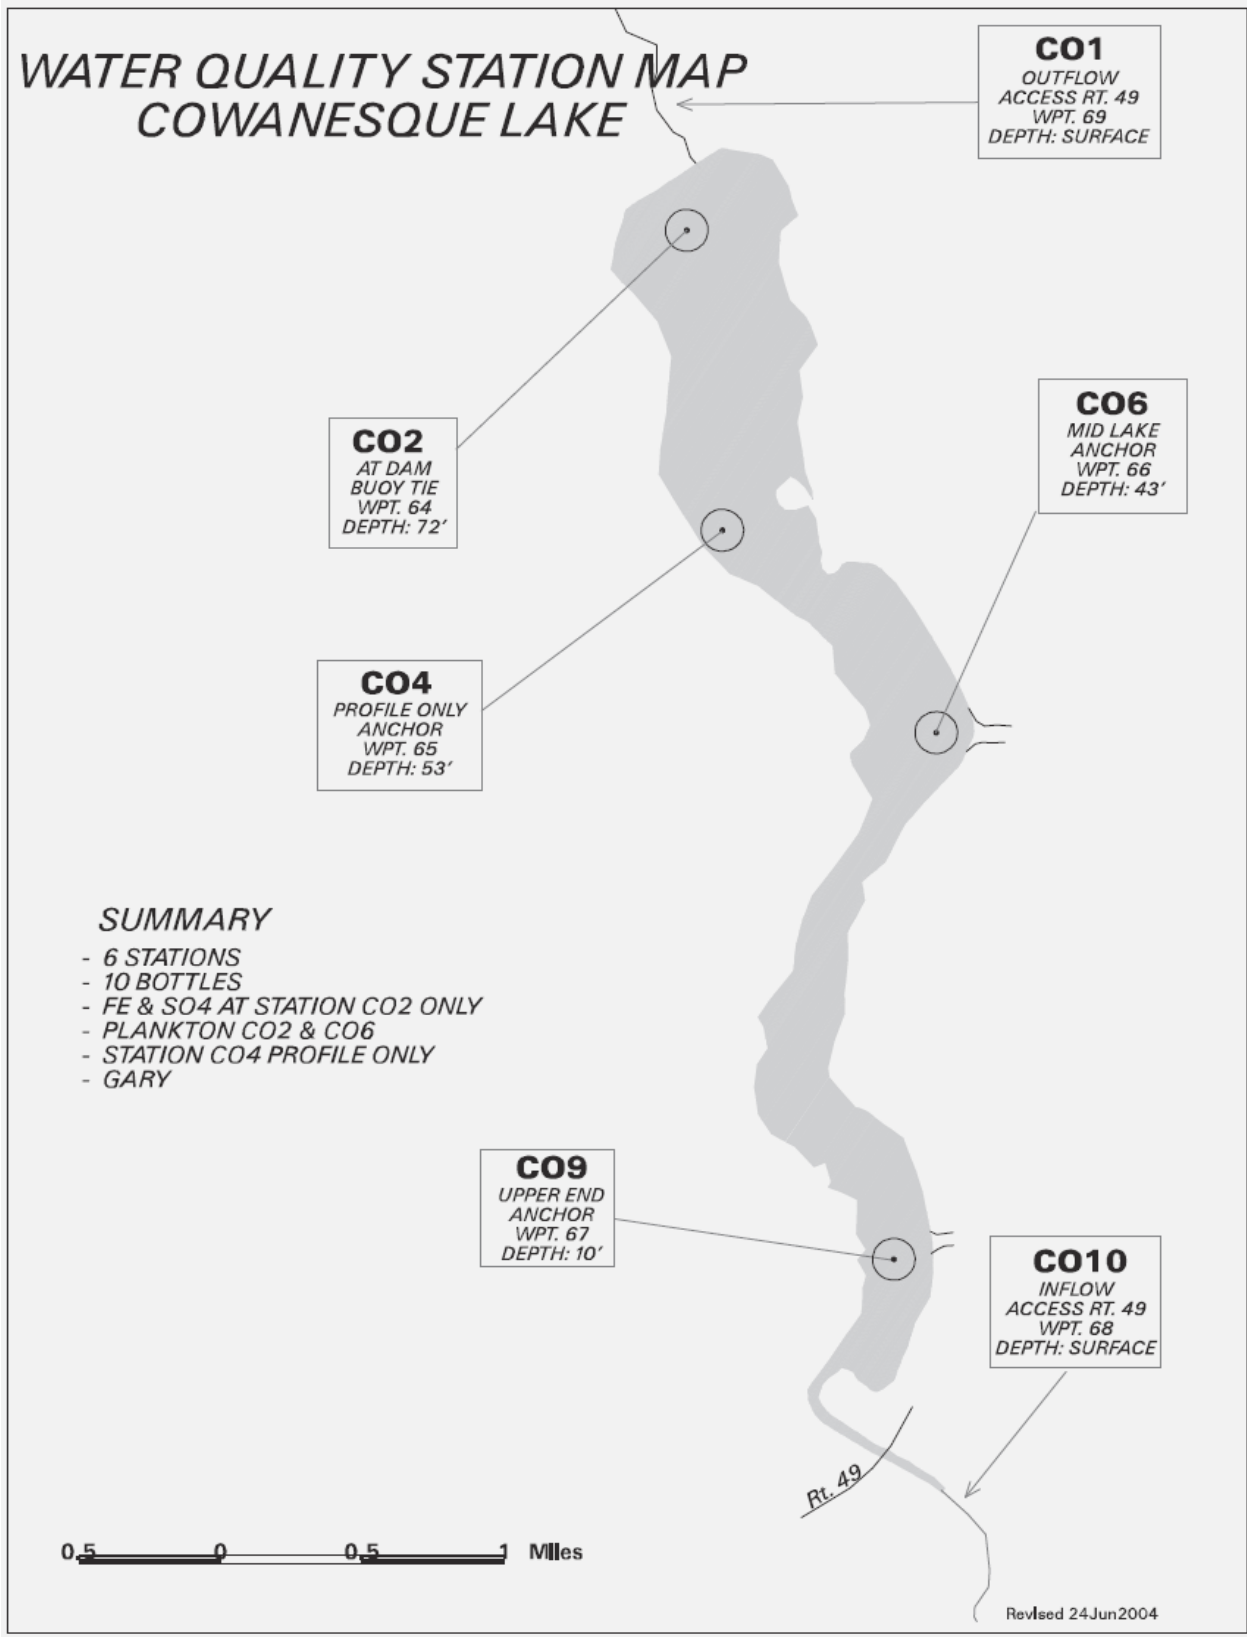 WATER QUALITY STATION MAP
COWANESQUE LAKE
CO1
OUTFLOW
ACCESS RT. 49
WPT. 69
DEPTH: SURFACE
CO2
AT DAM
BUOY TIE
WPT. 64
DEPTH: 72'
CO6
MID LAKE
ANCHOR
WPT. 66
DEPTH: 43'
CO4
PROFILE ONLY
ANCHOR
WPT. 65
DEPTH: 53'
SUMMARY
- 6 STATIONS
- 10 BOTTLES
- FE & SO4 AT STATION CO2 ONLY
- PLANKTON CO2 & CO6
- STATION CO4 PROFILE ONLY
- GARY
CO9
UPPER END
ANCHOR
WPT. 67
DEPTH: 10'
CO10
INFLOW
ACCESS RT. 49
WPT. 68
DEPTH: SURFACE
Rt. 49
0.5 0 0.5 1 Miles
Revised 24Jun2004